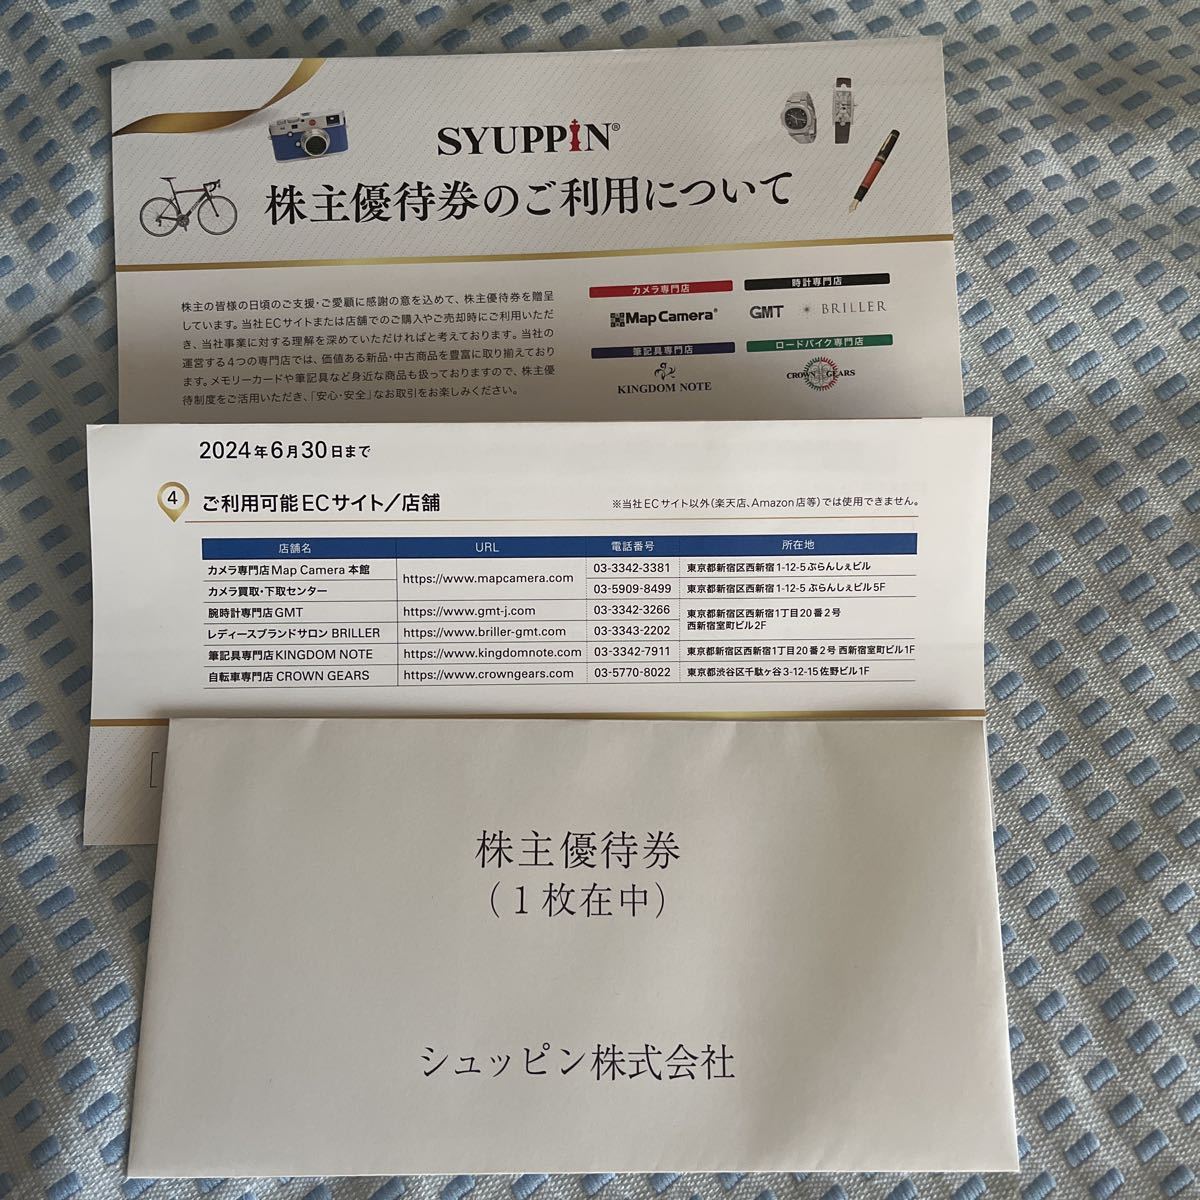 SYUPPIN®
株主優待券のご利用について
株主の皆様の日頃のご支援・ご愛顧に感謝の意を込めて、株主優待券を贈呈
しています。当社ECサイトまたは店舗でのご購入やご売却時にご利用いただ
き、当社事業に対する理解を深めていただければと考えております。当社の
運営する4つの専門店では、価値ある新品・中古商品を豊富に取り揃えており
ます。メモリーカードや筆記具など身近な商品も扱っておりますので、株主優
待制度をご活用いただき、「安心・安全」なお取引をお楽しみください。
カメラ専門店
Map Camera®
時計専門店
GMT BRILLER
筆記具専門店
KINGDOM NOTE
ロードバイク専門店
CROWN GEARS
2024年6月30日まで
4 ご利用可能ECサイト/店舗
※当社ECサイト以外(楽天店、Amazon店等)では使用できません。
店舗名 URL 電話番号 所在地
カメラ専門店Map Camera 本館 https://www.mapcamera.com 03-3342-3381 東京都新宿区西新宿1-12-5ぶらんしぇビル
カメラ買取・下取センター 03-5909-8499 東京都新宿区西新宿1-12-5ぶらんしぇビル5F
腕時計専門店GMT https://www.gmt-j.com 03-3342-3266 東京都新宿区西新宿1丁目20番2号
西新宿室町ビル2F
レディースブランドサロン BRILLER https://www.briller-gmt.com 03-3343-2202
筆記具専門店KINGDOM NOTE https://www.kingdomnote.com 03-3342-7911 東京都新宿区西新宿1丁目20番2号 西新宿室町ビル1F
自転車専門店CROWN GEARS https://www.crowngears.com 03-5770-8022 東京都渋谷区千駄ヶ谷3-12-15佐野ビル1F
株主優待券
(1枚在中)
シュッピン株式会社